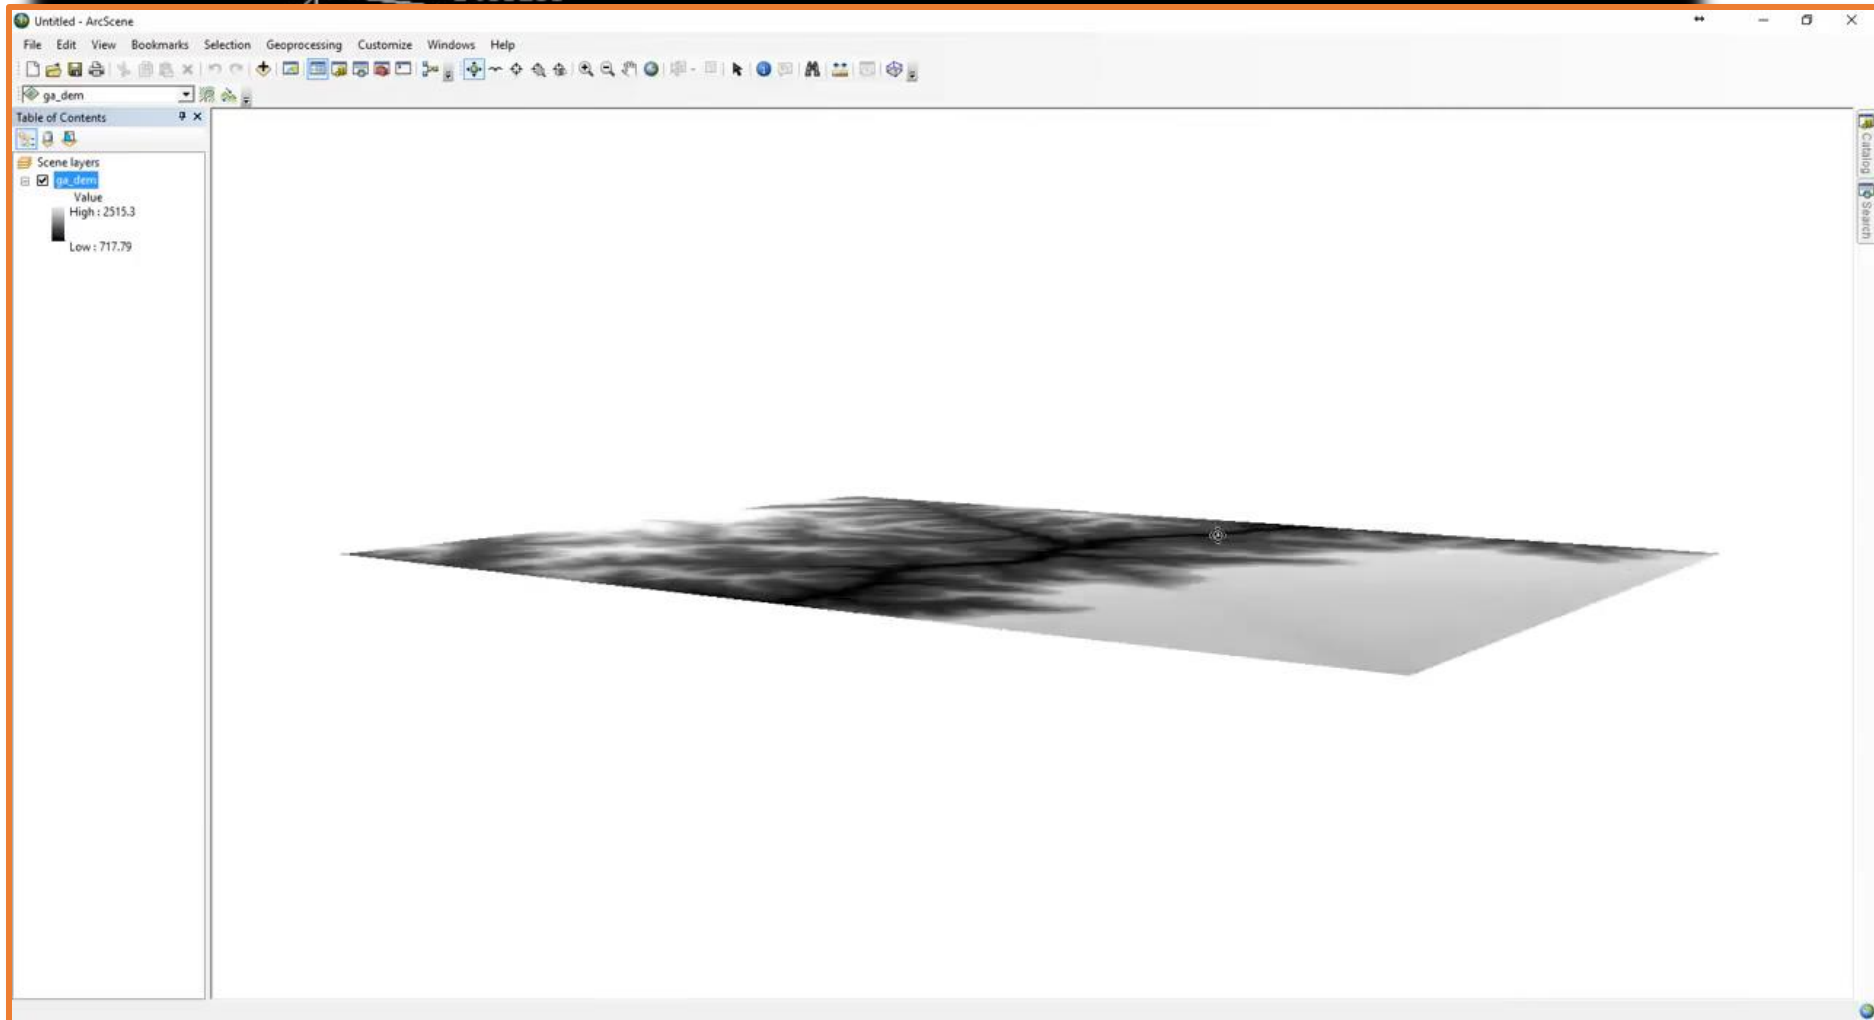 Untitled - ArcScene
File Edit View Bookmarks Selection Geoprocessing Customize Windows Help
ga_dem
Table of Contents
Scene layers
ga_dem
Value
High : 2515.3
Low : 717.79
Catalog
Search